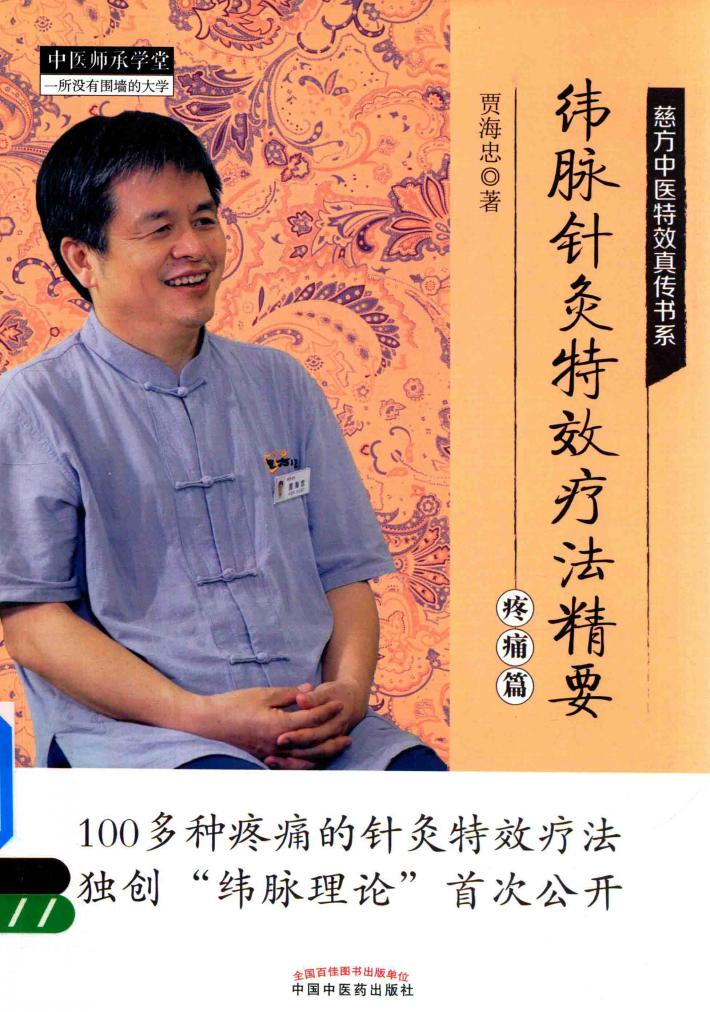 中医师承学堂
一所没有围墙的大学
慈方中医特效真传书系
纬脉针灸特效疗法精要
疼痛篇
贾海忠◎著
100多种疼痛的针灸特效疗法
独创“纬脉理论”首次公开
全国百佳图书出版单位
中国中医药出版社